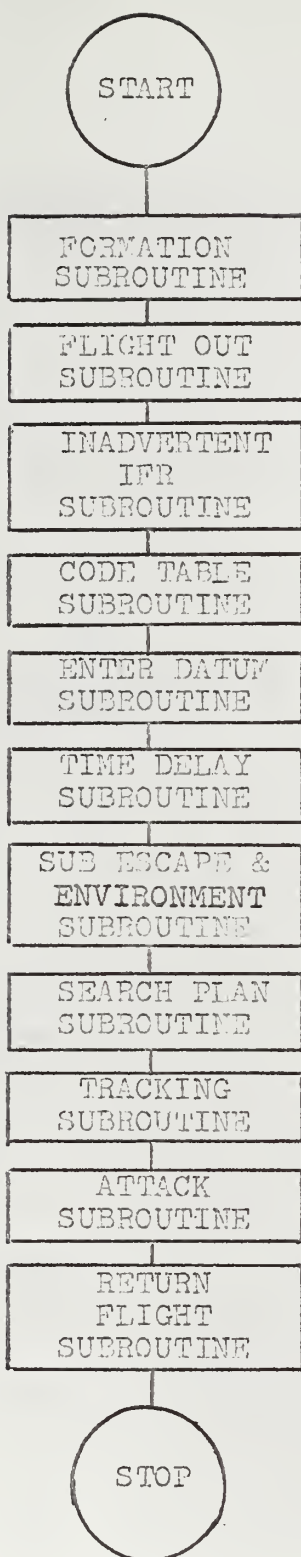 START
FORMATION
SUBROUTINE
FLIGHT OUT
SUBROUTINE
INADVERTENT
IFR
SUBROUTINE
CODE TABLE
SUBROUTINE
ENTER DATUM
SUBROUTINE
TIME DELAY
SUBROUTINE
SUB ESCAPE &
ENVIRONMENT
SUBROUTINE
SEARCH PLAN
SUBROUTINE
TRACKING
SUBROUTINE
ATTACK
SUBROUTINE
RETURN
FLIGHT
SUBROUTINE
STOP